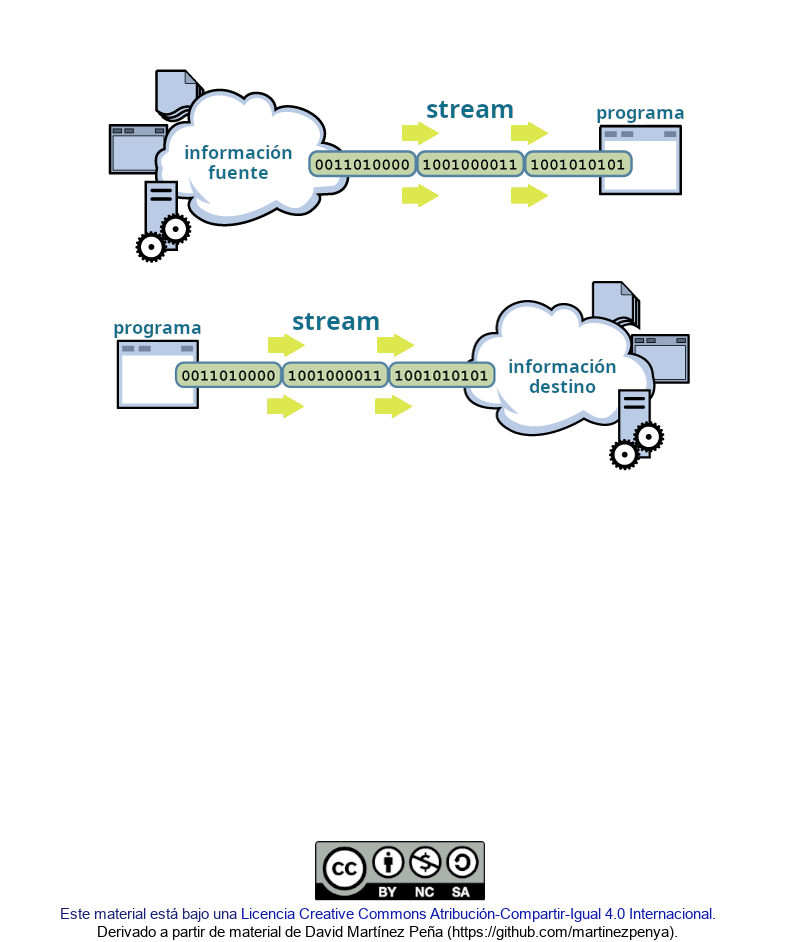 stream
programa
información
fuente
0011010000 1001000011 1001010101
stream
programa
información
destino
0011010000 1001000011 1001010101
cc
BY NC SA
Este material está bajo una Licencia Creative Commons Atribución-Compartir-Igual 4.0 Internacional.
Derivado a partir de material de David Martínez Peña (https://github.com/martinezpenya).